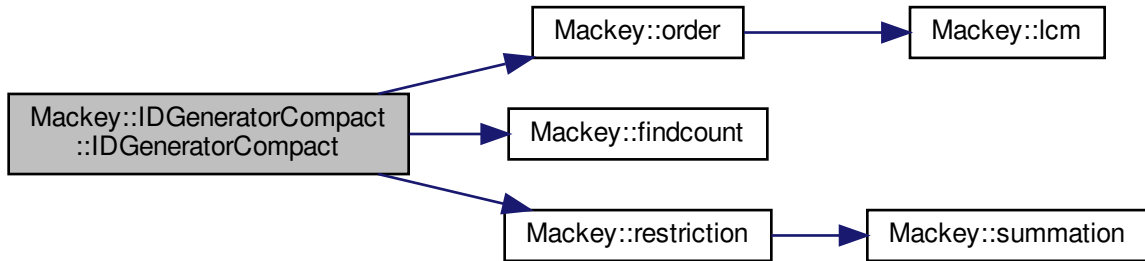 Mackey::order
Mackey::lcm
Mackey::IDGeneratorCompact
::IDGeneratorCompact
Mackey::findcount
Mackey::restriction
Mackey::summation